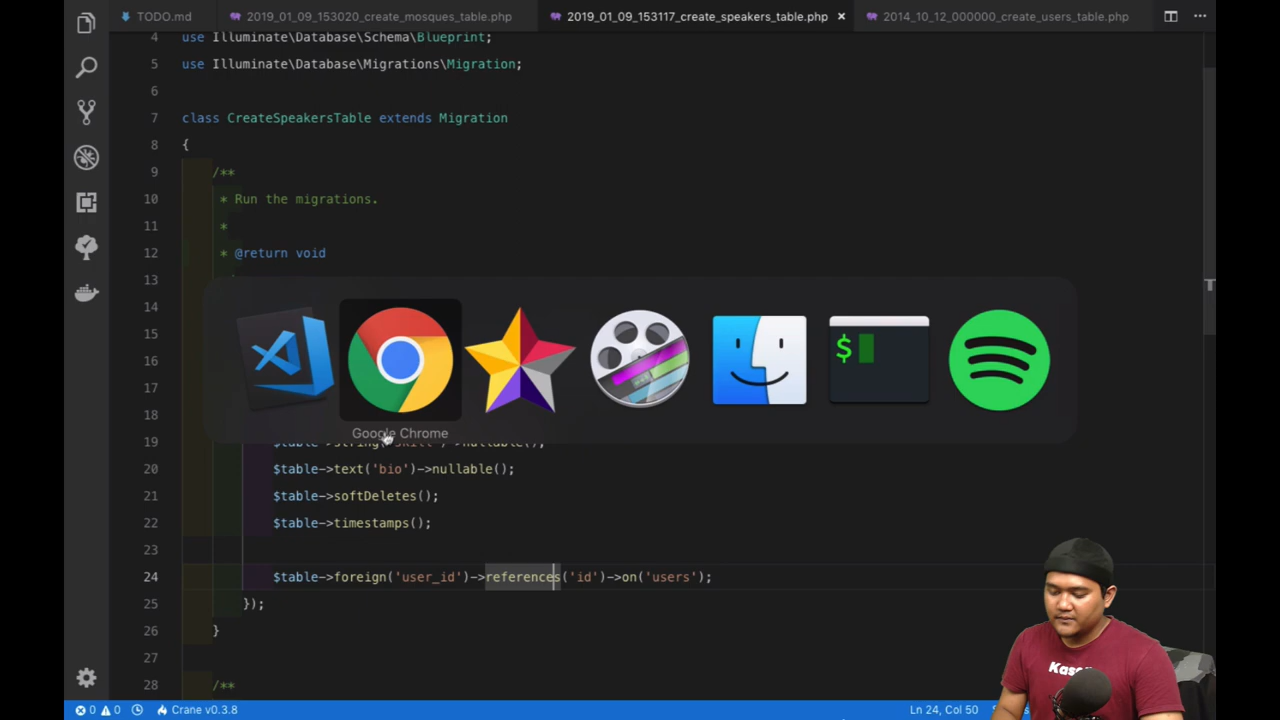 TODO.md
2019_01_09_153020_create_mosques_table.php
2019_01_09_153117_create_speakers_table.php
2014_10_12_000000_create_users_table.php
4 use Illuminate\Database\Schema\Blueprint;
5 use Illuminate\Database\Migrations\Migration;
6
7 class CreateSpeakersTable extends Migration
8 {
9 /**
10 * Run the migrations.
11 *
12 * @return void
13
14
15
16
17
18
Google Chrome
19
20 $table->text('bio')->nullable();
21 $table->softDeletes();
22 $table->timestamps();
23
24 $table->foreign('user_id')->references('id')->on('users');
25 });
26 }
27
28 /**
0 0 Crane v0.3.8
Ln 24, Col 50